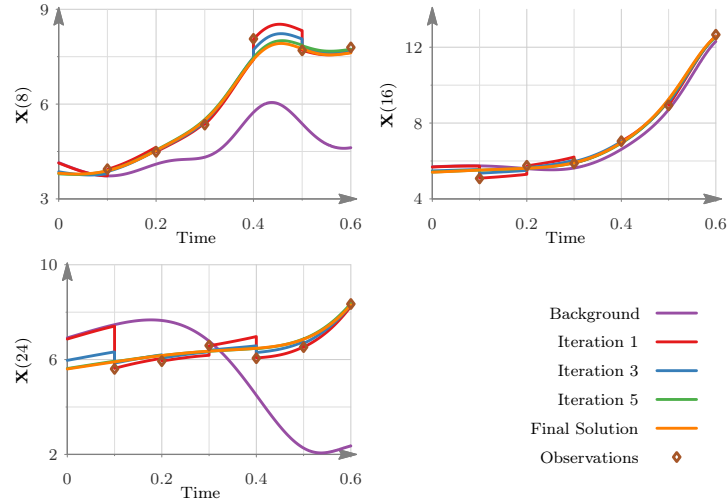 9
6
3
X(8)
0 0.2 0.4 0.6
Time
12
8
4
X(16)
0 0.2 0.4 0.6
Time
10
6
2
X(24)
0 0.2 0.4 0.6
Time
Background
Iteration 1
Iteration 3
Iteration 5
Final Solution
Observations